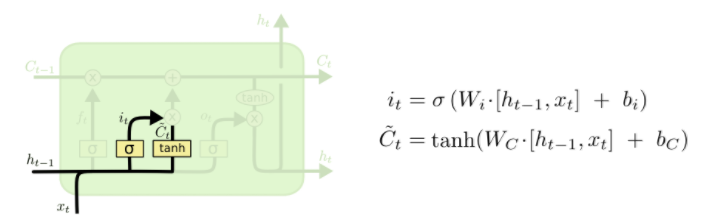 h_t
C_{t-1}
C_t
×
+
tanh
f_t
i_t
×
C̃_t
o_t
×
σ
σ
tanh
σ
h_{t-1}
h_t
x_t
i_t = σ (W_i·[h_{t-1}, x_t] + b_i)
C̃_t = tanh(W_C·[h_{t-1}, x_t] + b_C)